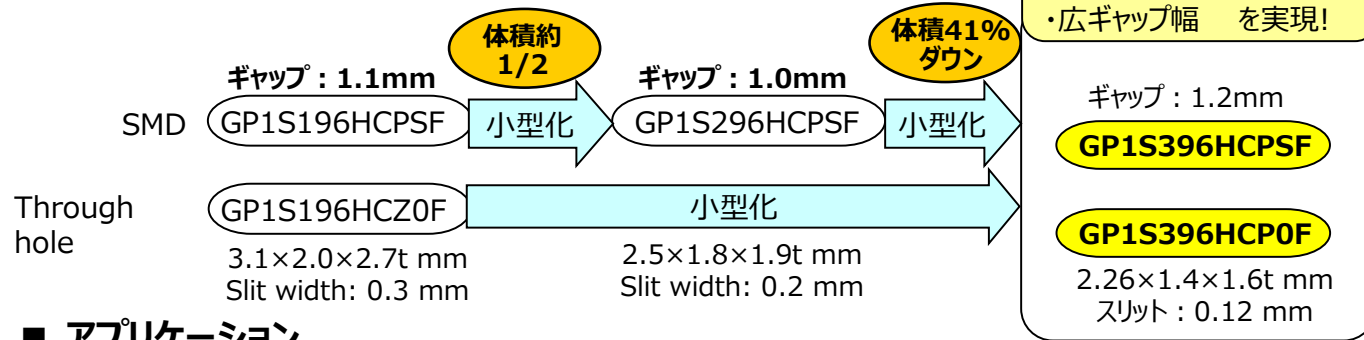 ・広ギャップ幅 を実現!
体積約
1/2
体積41%
ダウン
ギャップ：1.1mm
ギャップ：1.0mm
ギャップ：1.2mm
SMD
GP1S196HCPSF
小型化
GP1S296HCPSF
小型化
GP1S396HCPSF
Through
hole
GP1S196HCZ0F
小型化
GP1S396HCP0F
3.1×2.0×2.7t mm
Slit width: 0.3 mm
2.5×1.8×1.9t mm
Slit width: 0.2 mm
2.26×1.4×1.6t mm
スリット：0.12 mm
■ アプリケーション